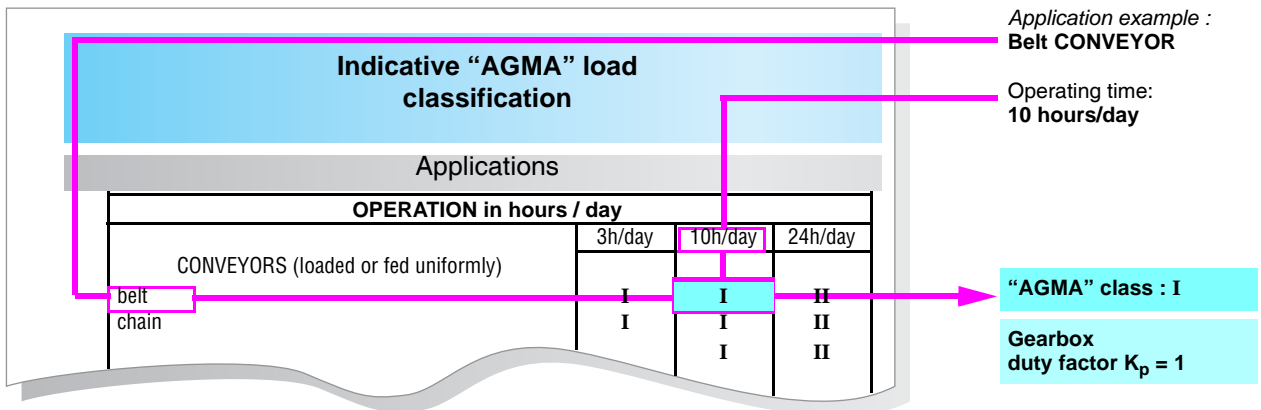 Application example :
Belt CONVEYOR
Indicative “AGMA” load
classification
Operating time:
10 hours/day
Applications
OPERATION in hours / day
3h/day 10h/day 24h/day
CONVEYORS (loaded or fed uniformly)
belt I I II
chain I I II
I II
“AGMA” class : I
Gearbox
duty factor Kp = 1